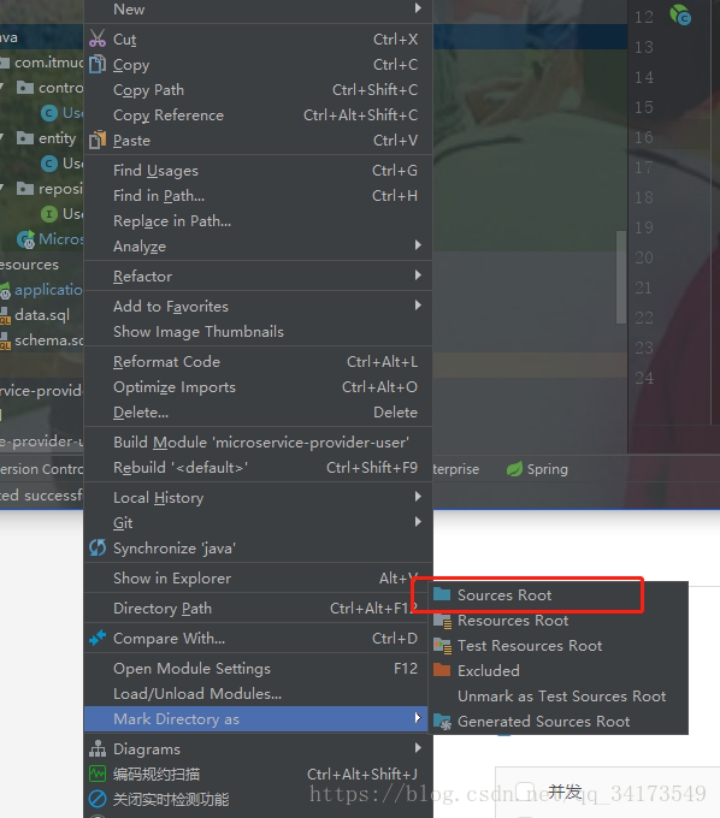 New
Cut Ctrl+X
Copy Ctrl+C
Copy Path Ctrl+Shift+C
Copy Reference Ctrl+Alt+Shift+C
Paste Ctrl+V
Find Usages Ctrl+G
Find in Path... Ctrl+H
Replace in Path...
Analyze
Refactor
Add to Favorites
Show Image Thumbnails
Reformat Code Ctrl+Alt+L
Optimize Imports Ctrl+Alt+O
Delete... Delete
Build Module 'microservice-provider-user'
Rebuild '<default>' Ctrl+Shift+F9
Local History
Git
Synchronize 'java'
Show in Explorer Alt+V
Directory Path Ctrl+Alt+F12
Compare With... Ctrl+D
Open Module Settings F12
Load/Unload Modules...
Mark Directory as
Diagrams
编码规约扫描 Ctrl+Alt+Shift+J
关闭实时检测功能
Sources Root
Resources Root
Test Resources Root
Excluded
Unmark as Test Sources Root
Generated Sources Root
ava
com.itmuc
contro
Use
entity
Use
reposi
Use
Micros
esources
applicatio
data.sql
schema.sc
rvice-provide
l
e-provider-u
ersion Contro
terprise
Spring
ted successf
12
13
14
15
16
17
18
19
20
21
22
23
24
并发
https://blog.csdn.net/qq_34173549